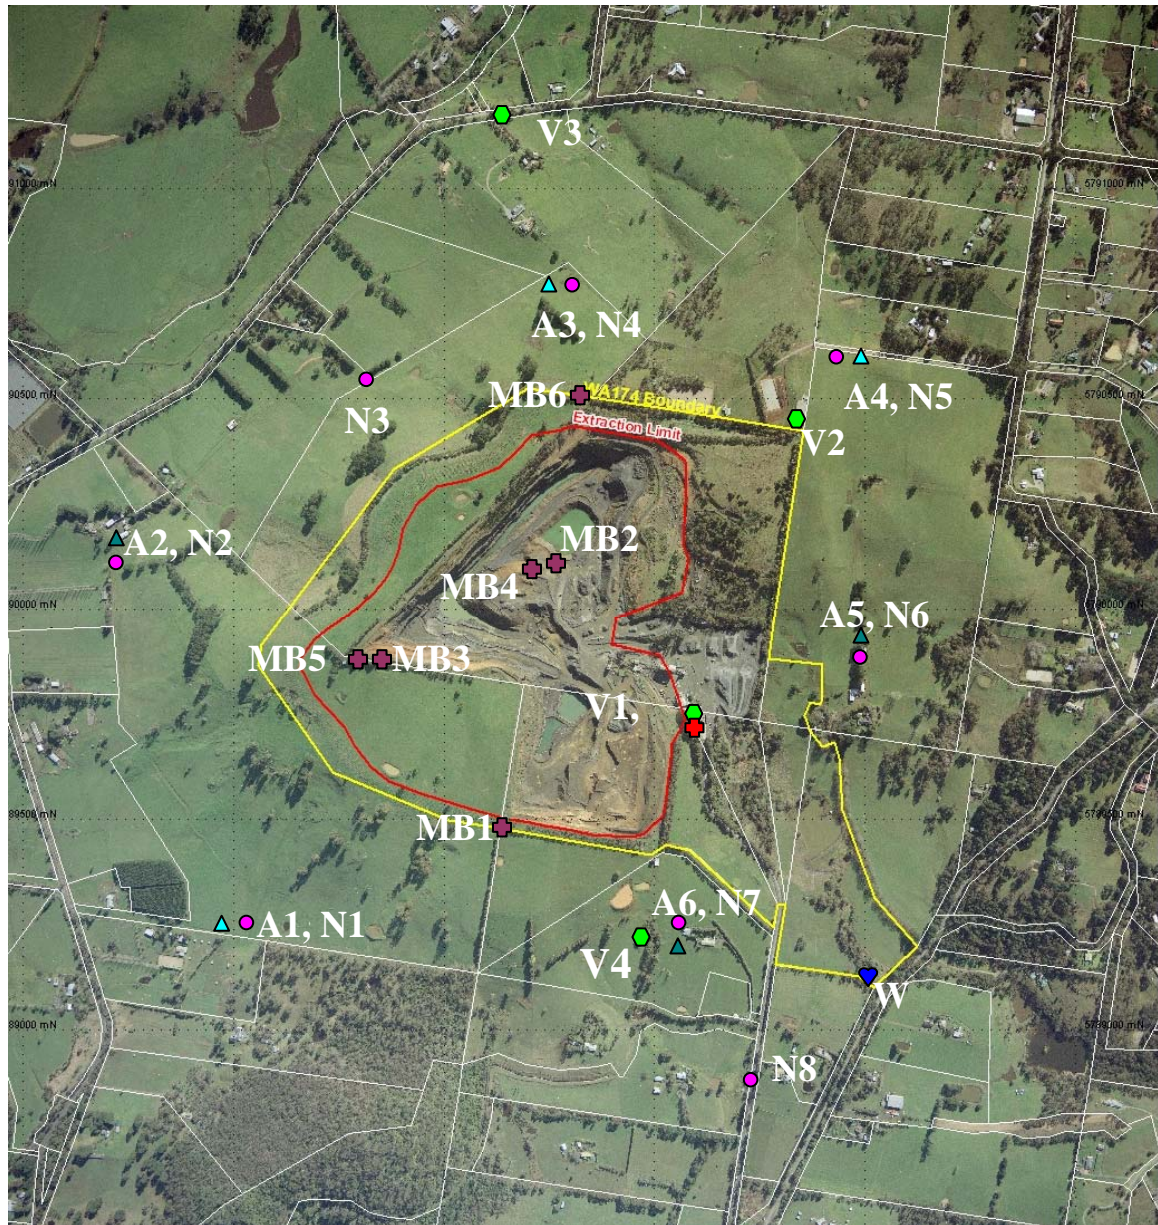 V3
91000 mN
5791000 mN
A3, N4
WA174 Boundary
MB6
N3
A4, N5
90500 mN
5790500 mN
Extraction Limit
V2
MB2
A2, N2
MB4
90000 mN
5790000 mN
A5, N6
MB5
MB3
V1,
89500 mN
5789500 mN
MB1
A6, N7
A1, N1
V4
W
89000 mN
5789000 mN
N8